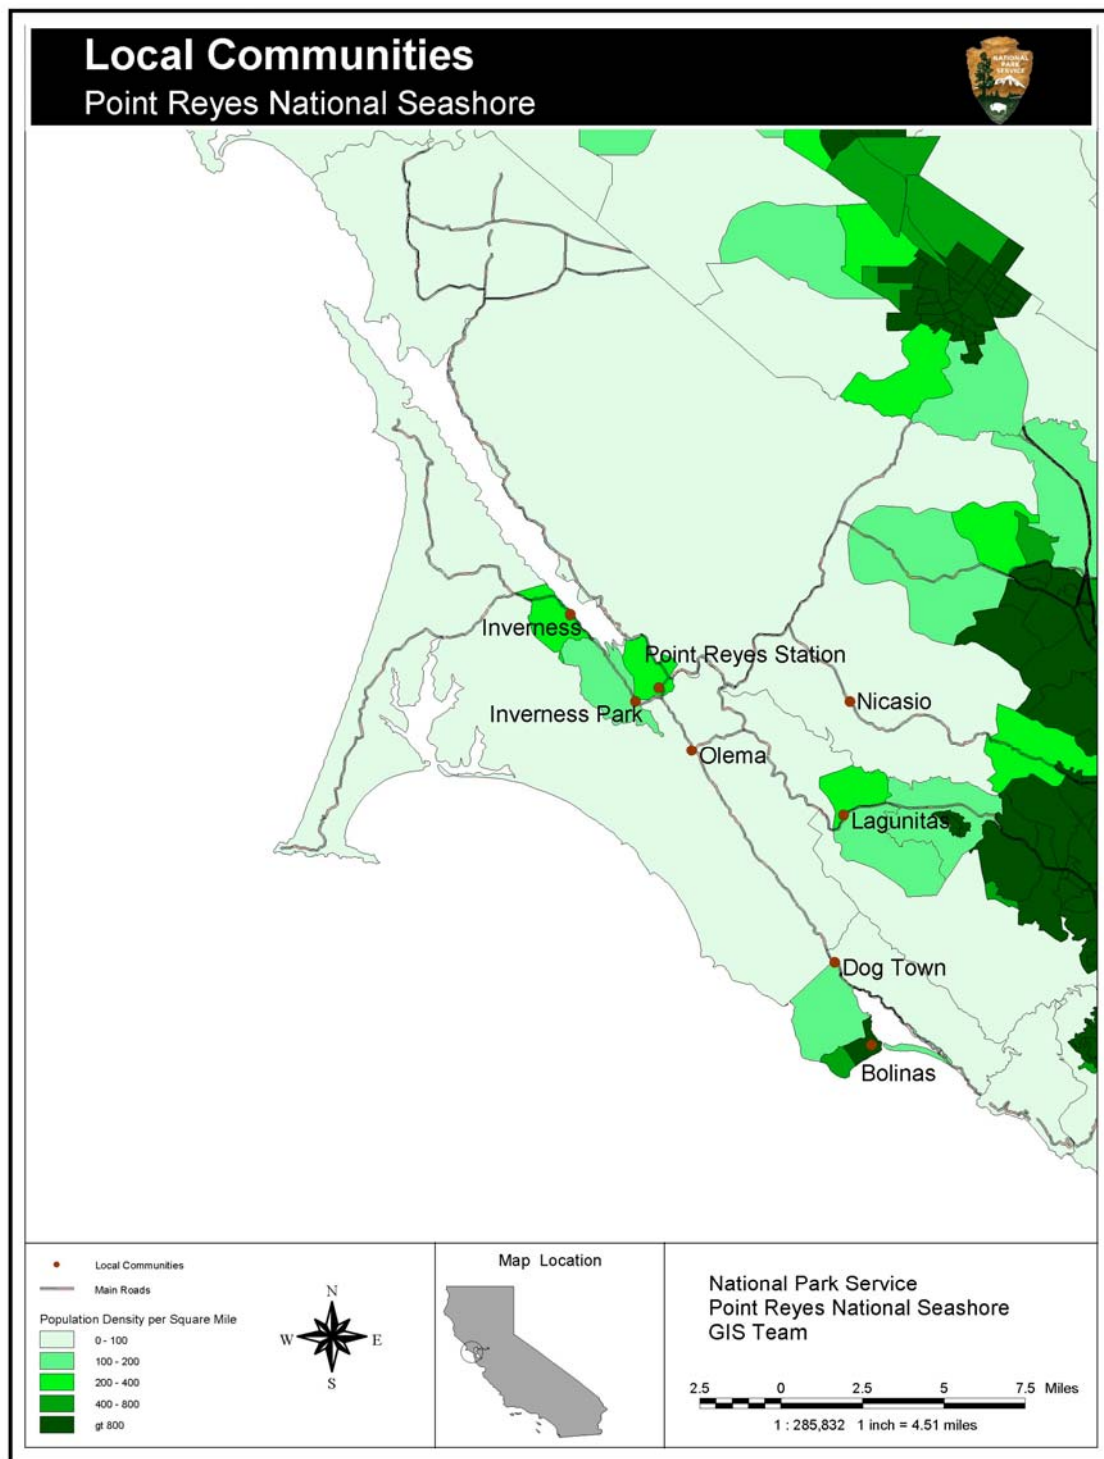 Local Communities
Point Reyes National Seashore
NATIONAL
PARK
SERVICE
Inverness
Point Reyes Station
Inverness Park
Nicasio
Olema
Lagunitas
Dog Town
Bolinas
Local Communities
Main Roads
Population Density per Square Mile
0 - 100
100 - 200
200 - 400
400 - 800
gt 800
N
W E
S
Map Location
National Park Service
Point Reyes National Seashore
GIS Team
2.5 0 2.5 5 7.5 Miles
1 : 285,832 1 inch = 4.51 miles